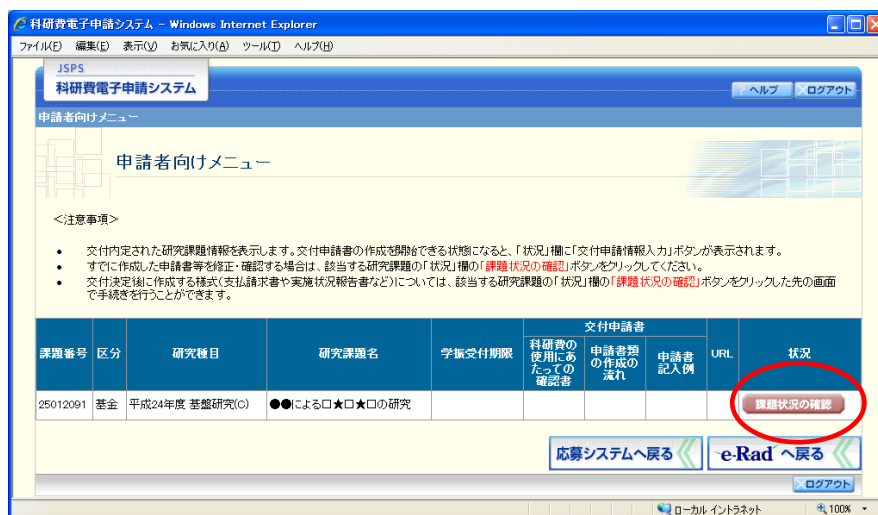 科研費電子申請システム - Windows Internet Explorer
ファイル(F) 編集(E) 表示(V) お気に入り(A) ツール(T) ヘルプ(H)
JSPS
科研費電子申請システム
? ヘルプ ログアウト
申請者向けメニュー
申請者向けメニュー
<注意事項>
• 交付内定された研究課題情報を表示します。交付申請書の作成を開始できる状態になると、「状況」欄に「交付申請情報入力」ボタンが表示されます。
• すでに作成した申請書等を修正・確認する場合は、該当する研究課題の「状況」欄の「課題状況の確認」ボタンをクリックしてください。
• 交付決定後に作成する様式(支払請求書や実施状況報告書など)については、該当する研究課題の「状況」欄の「課題状況の確認」ボタンをクリックした先の画面
で手続きを行うことができます。
交付申請書
課題番号 区分 研究種目 研究課題名 学振受付期限 科研費の使用にあたっての確認書 申請書類の作成の流れ 申請書記入例 URL 状況
25012091 基金 平成24年度 基盤研究(C) ●●による□★□★□の研究 課題状況の確認
応募システムへ戻る e-Rad へ戻る
ログアウト
ローカル イントラネット 100%